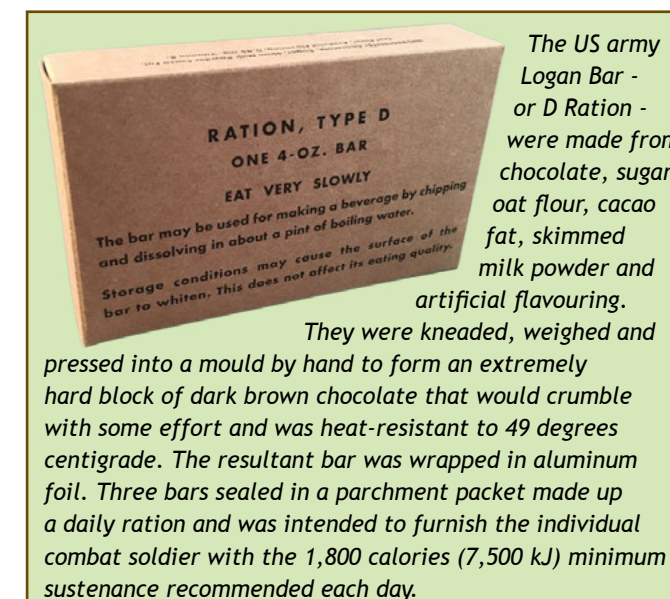 RATION, TYPE D
ONE 4-OZ. BAR
EAT VERY SLOWLY
The bar may be used for making a beverage by chipping
and dissolving in about a pint of boiling water.
Storage conditions may cause the surface of the
bar to whiten. This does not affect its eating quality.
The US army
Logan Bar -
or D Ration -
were made from
chocolate, sugar
oat flour, cacao
fat, skimmed
milk powder and
artificial flavouring.
They were kneaded, weighed and
pressed into a mould by hand to form an extremely
hard block of dark brown chocolate that would crumble
with some effort and was heat-resistant to 49 degrees
centigrade. The resultant bar was wrapped in aluminum
foil. Three bars sealed in a parchment packet made up
a daily ration and was intended to furnish the individual
combat soldier with the 1,800 calories (7,500 kJ) minimum
sustenance recommended each day.